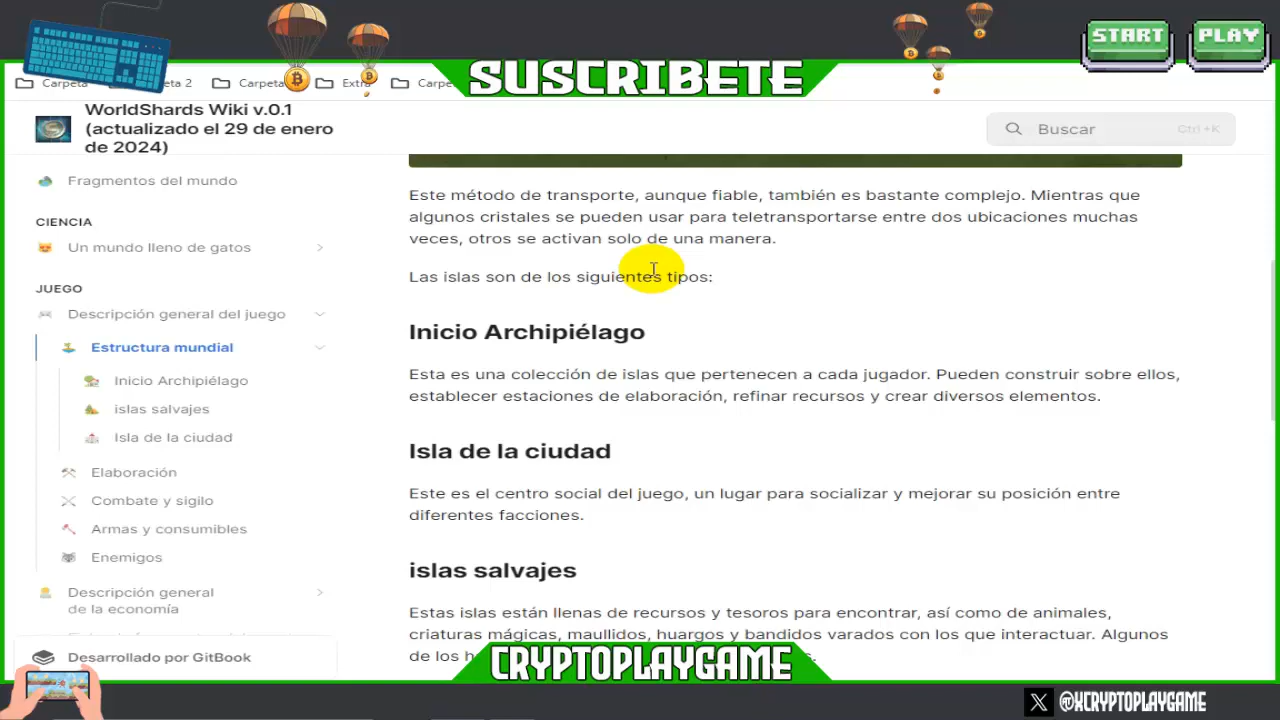 START
PLAY
SUSCRIBETE
Carpeta
eta 2
Carpeta
Extra
Carpe
WorldShards Wiki v.0.1
(actualizado el 29 de enero
de 2024)
Buscar
Ctrl +K
Fragmentos del mundo
CIENCIA
Un mundo lleno de gatos
JUEGO
Descripción general del juego
Estructura mundial
Inicio Archipiélago
islas salvajes
Isla de la ciudad
Elaboración
Combate y sigilo
Armas y consumibles
Enemigos
Descripción general
de la economía
Desarrollado por GitBook
Este método de transporte, aunque fiable, también es bastante complejo. Mientras que
algunos cristales se pueden usar para teletransportarse entre dos ubicaciones muchas
veces, otros se activan solo de una manera.
Las islas son de los siguientes tipos:
Inicio Archipiélago
Esta es una colección de islas que pertenecen a cada jugador. Pueden construir sobre ellos,
establecer estaciones de elaboración, refinar recursos y crear diversos elementos.
Isla de la ciudad
Este es el centro social del juego, un lugar para socializar y mejorar su posición entre
diferentes facciones.
islas salvajes
Estas islas están llenas de recursos y tesoros para encontrar, así como de animales,
criaturas mágicas, maullidos, huargos y bandidos varados con los que interactuar. Algunos
de los
CRYPTOPLAYGAME
@XCRYPTOPLAYGAME